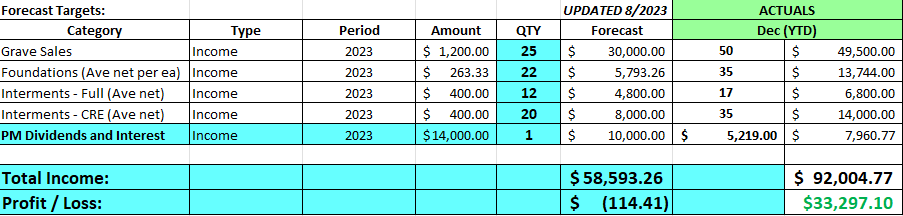 Forecast Targets: UPDATED 8/2023 ACTUALS
Category Type Period Amount QTY Forecast Dec (YTD)
Grave Sales Income 2023 $ 1,200.00 25 $ 30,000.00 50 $ 49,500.00
Foundations (Ave net per ea) Income 2023 $ 263.33 22 $ 5,793.26 35 $ 13,744.00
Interments - Full (Ave net) Income 2023 $ 400.00 12 $ 4,800.00 17 $ 6,800.00
Interments - CRE (Ave net) Income 2023 $ 400.00 20 $ 8,000.00 35 $ 14,000.00
PM Dividends and Interest Income 2023 $14,000.00 1 $ 10,000.00 $ 5,219.00 $ 7,960.77
Total Income: $58,593.26 $ 92,004.77
Profit / Loss: $ (114.41) $33,297.10